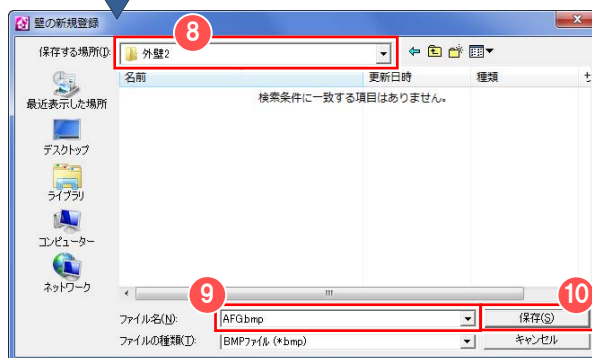 壁の新規登録
8
保存する場所(I): 外壁2
名前 更新日時 種類
検索条件に一致する項目はありません。
最近表示した場所
デスクトップ
ライブラリ
コンピューター
ネットワーク
9
10
ファイル名(N): AFG.bmp 保存(S)
ファイルの種類(T): BMPファイル (*.bmp) キャンセル